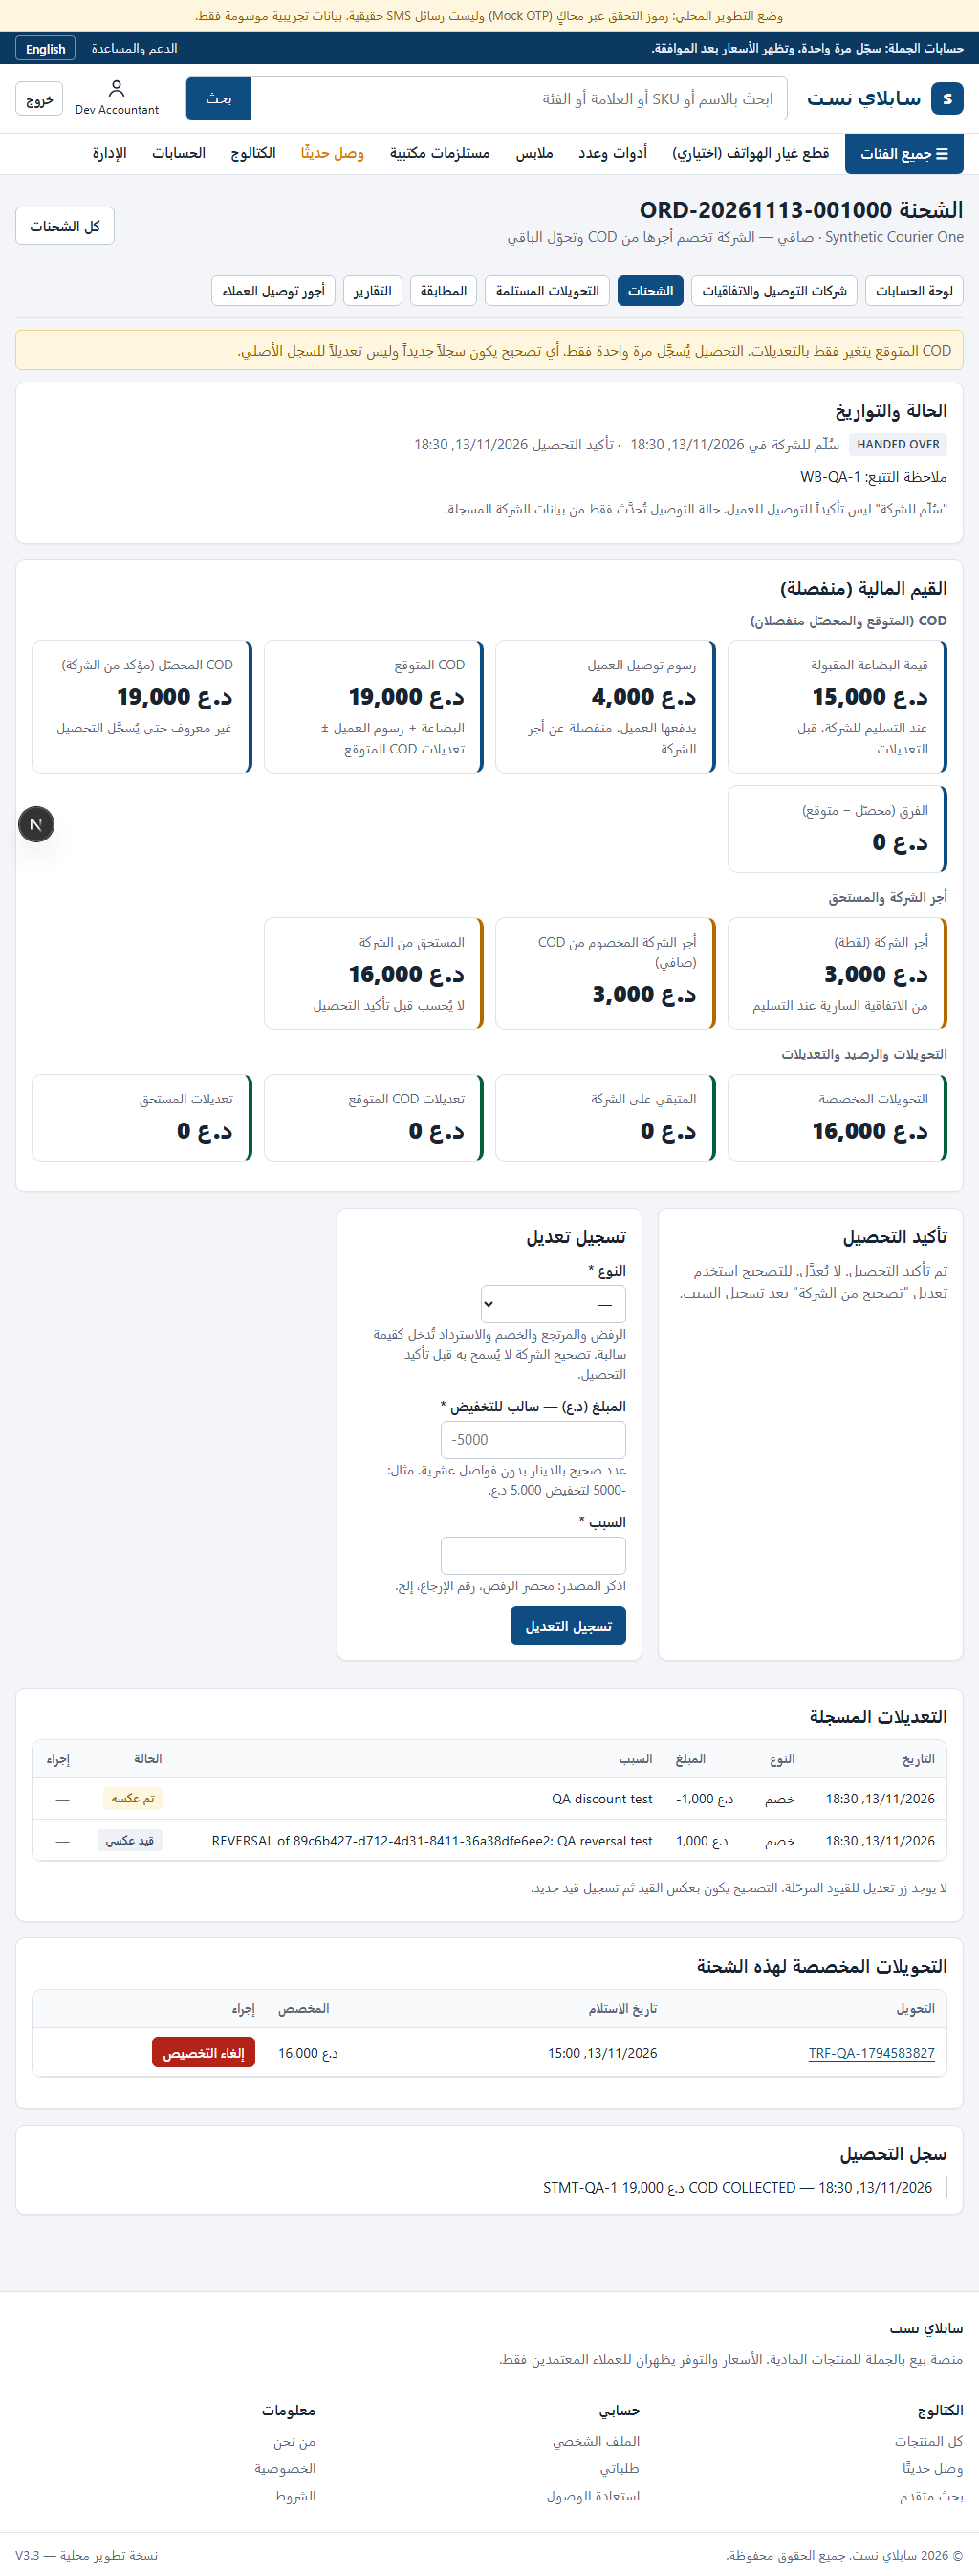 وضع التطوير المحلي: رموز التحقق عبر محاكٍ (Mock OTP) وليست رسائل SMS حقيقية. بيانات تجريبية موسومة فقط.
حسابات الجملة: سجّل مرة واحدة، وتظهر الأسعار بعد الموافقة.
الدعم والمساعدة
English
S
سابلاي نست
ابحث بالاسم أو SKU أو العلامة أو الفئة
بحث
Dev Accountant
خروج
☰ جميع الفئات
قطع غيار الهواتف (اختياري)
أدوات وعدد
ملابس
مستلزمات مكتبية
وصل حديثًا
الكتالوج
الحسابات
الإدارة
الشحنة ORD-20261113-001000
Synthetic Courier One · صافي — الشركة تخصم أجرها من COD وتحوّل الباقي
كل الشحنات
لوحة الحسابات
شركات التوصيل والاتفاقيات
الشحنات
التحويلات المستلمة
المطابقة
التقارير
أجور توصيل العملاء
COD المتوقع يتغير فقط بالتعديلات. التحصيل يُسجَّل مرة واحدة فقط. أي تصحيح يكون سجلاً جديداً وليس تعديلاً للسجل الأصلي.
الحالة والتواريخ
HANDED OVER سُلّم للشركة في 13/11/2026, 18:30 · تأكيد التحصيل 13/11/2026, 18:30
ملاحظة التتبع: WB-QA-1
"سُلّم للشركة" ليس تأكيداً للتوصيل للعميل. حالة التوصيل تُحدَّث فقط من بيانات الشركة المسجلة.
القيم المالية (منفصلة)
COD (المتوقع والمحصّل منفصلان)
قيمة البضاعة المقبولة
د.ع 15,000
عند التسليم للشركة، قبل
التعديلات
رسوم توصيل العميل
د.ع 4,000
يدفعها العميل، منفصلة عن أجر
الشركة
COD المتوقع
د.ع 19,000
البضاعة + رسوم العميل ±
تعديلات COD المتوقع
COD المحصّل (مؤكد من الشركة)
د.ع 19,000
غير معروف حتى يُسجَّل التحصيل
الفرق (محصّل − متوقع)
د.ع 0
N
أجر الشركة والمستحق
أجر الشركة (لقطة)
د.ع 3,000
من الاتفاقية السارية عند التسليم
أجر الشركة المخصوم من COD
(صافي)
د.ع 3,000
المستحق من الشركة
د.ع 16,000
لا يُحسب قبل تأكيد التحصيل
التحويلات والرصيد والتعديلات
التحويلات المخصصة
د.ع 16,000
المتبقي على الشركة
د.ع 0
تعديلات COD المتوقع
د.ع 0
تعديلات المستحق
د.ع 0
تأكيد التحصيل
تم تأكيد التحصيل. لا يُعدَّل. للتصحيح استخدم
تعديل "تصحيح من الشركة" بعد تسجيل السبب.
تسجيل تعديل
النوع *
—
الرفض والمرتجع والخصم والاسترداد تُدخل كقيمة
سالبة. تصحيح الشركة لا يُسمح به قبل تأكيد
التحصيل.
المبلغ (د.ع) — سالب للتخفيض *
-5000
عدد صحيح بالدينار بدون فواصل عشرية. مثال:
-5000 لتخفيض 5,000 د.ع.
السبب *
اذكر المصدر: محضر الرفض، رقم الإرجاع، إلخ.
تسجيل التعديل
التعديلات المسجلة
التاريخ النوع المبلغ السبب الحالة إجراء
13/11/2026, 18:30 خصم د.ع 1,000- QA discount test تم عكسه —
13/11/2026, 18:30 خصم د.ع 1,000 REVERSAL of 89c6b427-d712-4d31-8411-36a38dfe6ee2: QA reversal test قيد عكسي —
لا يوجد زر تعديل للقيود المرحّلة. التصحيح يكون بعكس القيد ثم تسجيل قيد جديد.
التحويلات المخصصة لهذه الشحنة
التحويل تاريخ الاستلام المخصص إجراء
TRF-QA-1794583827 13/11/2026, 15:00 د.ع 16,000 إلغاء التخصيص
سجل التحصيل
13/11/2026, 18:30 — COD COLLECTED د.ع 19,000 STMT-QA-1
سابلاي نست
منصة بيع بالجملة للمنتجات المادية. الأسعار والتوفر يظهران للعملاء المعتمدين فقط.
الكتالوج
كل المنتجات
وصل حديثًا
بحث متقدم
حسابي
الملف الشخصي
طلباتي
استعادة الوصول
معلومات
من نحن
الخصوصية
الشروط
© 2026 سابلاي نست. جميع الحقوق محفوظة.
نسخة تطوير محلية — V3.3